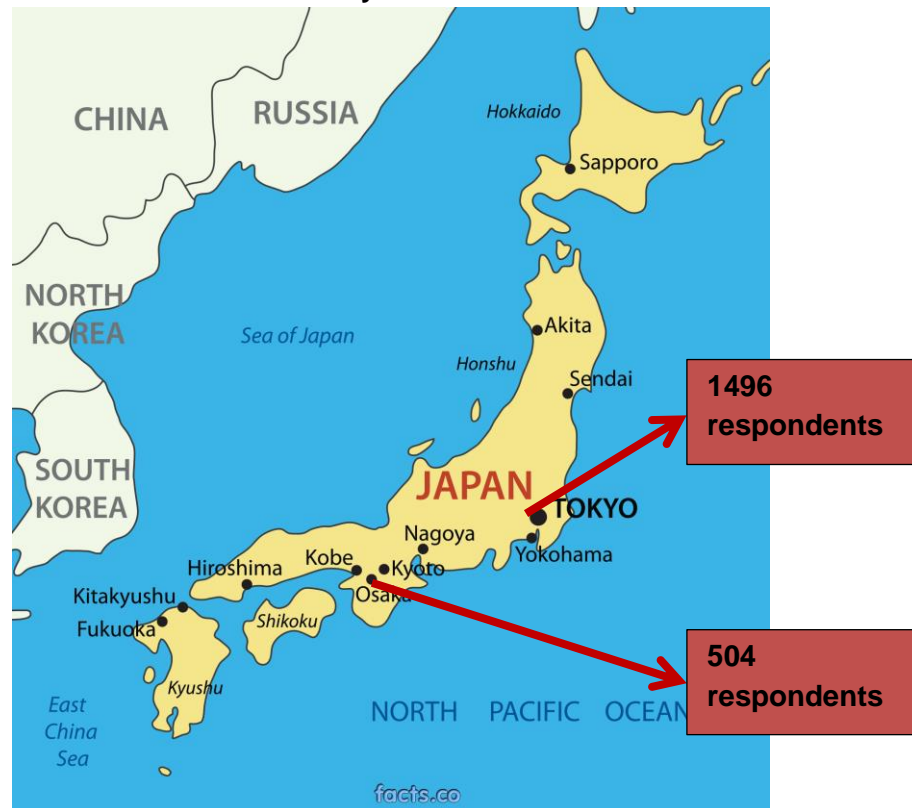 CHINA
RUSSIA
Hokkaido
Sapporo
NORTH
KOREA
Sea of Japan
Akita
Honshu
Sendai
1496
respondents
SOUTH
KOREA
JAPAN
TOKYO
Nagoya
Yokohama
Kobe
Kyoto
Hiroshima
Osaka
Kitakyushu
Shikoku
Fukuoka
504
respondents
Kyushu
East
China
Sea
NORTH PACIFIC OCEAN
facts.co